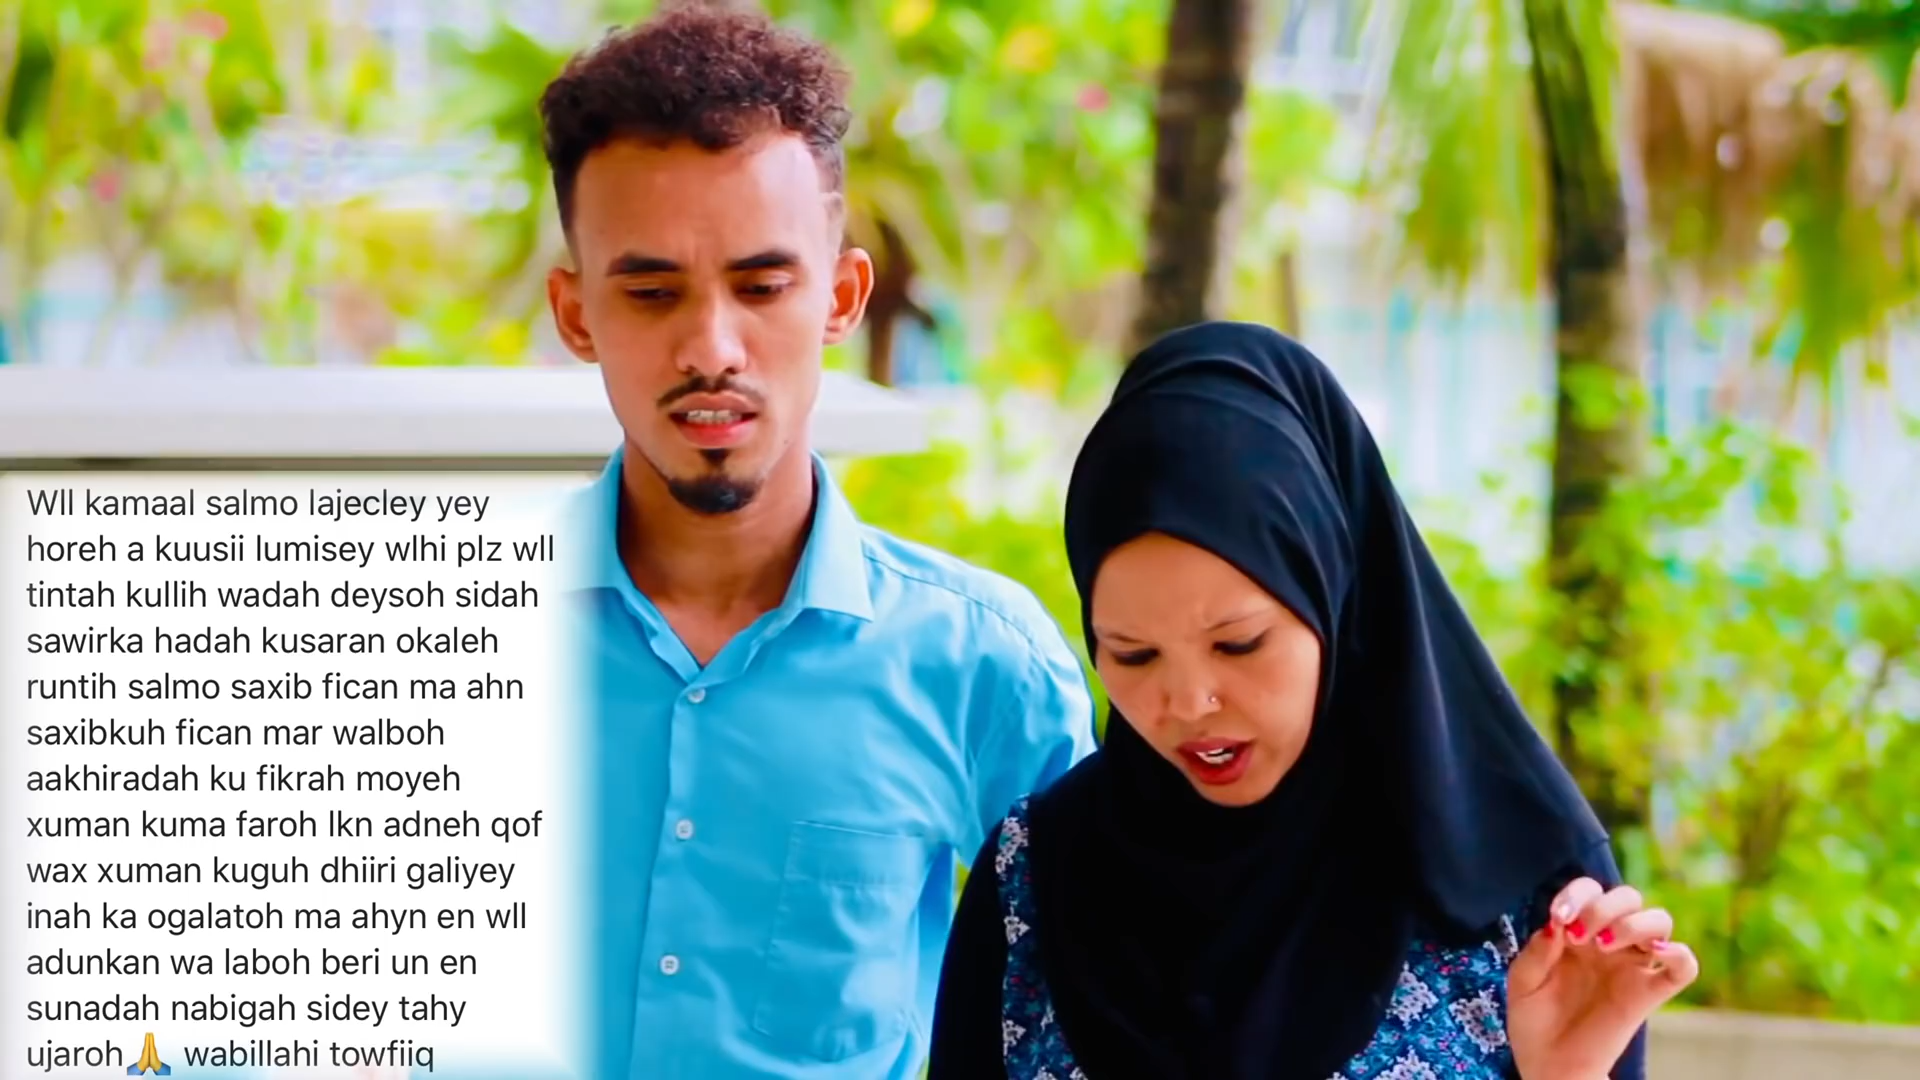 Wll kamaal salmo lajecley yey
horeh a kuusii lumisey wlhi plz wll
tintah kullih wadah deysoh sidah
sawirka hadah kusaran okaleh
runtih salmo saxib fican ma ahn
saxibkuh fican mar walboh
aakhiradah ku fikrah moyeh
xuman kuma faroh lkn adneh qof
wax xuman kuguh dhiiri galiyey
inah ka ogalatoh ma ahyn en wll
adunkan wa laboh beri un en
sunadah nabigah sidey tahy
ujaroh🙏 wabillahi towfiiq